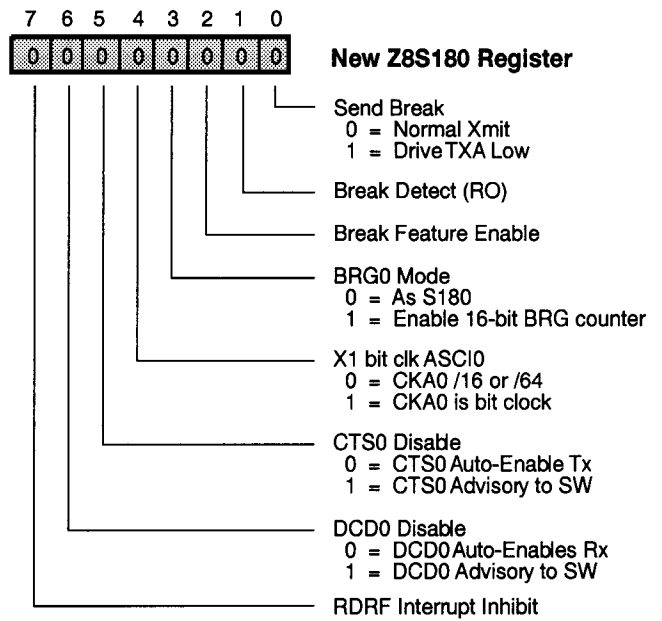 7 6 5 4 3 2 1 0
0 0 0 0 0 0 0 0
New Z8S180 Register
Send Break
0 = Normal Xmit
1 = Drive TXA Low
Break Detect (RO)
Break Feature Enable
BRG0 Mode
0 = As S180
1 = Enable 16-bit BRG counter
X1 bit clk ASCI0
0 = CKA0 /16 or /64
1 = CKA0 is bit clock
CTS0 Disable
0 = CTS0 Auto-Enable Tx
1 = CTS0 Advisory to SW
DCD0 Disable
0 = DCD0 Auto-Enables Rx
1 = DCD0 Advisory to SW
RDRF Interrupt Inhibit